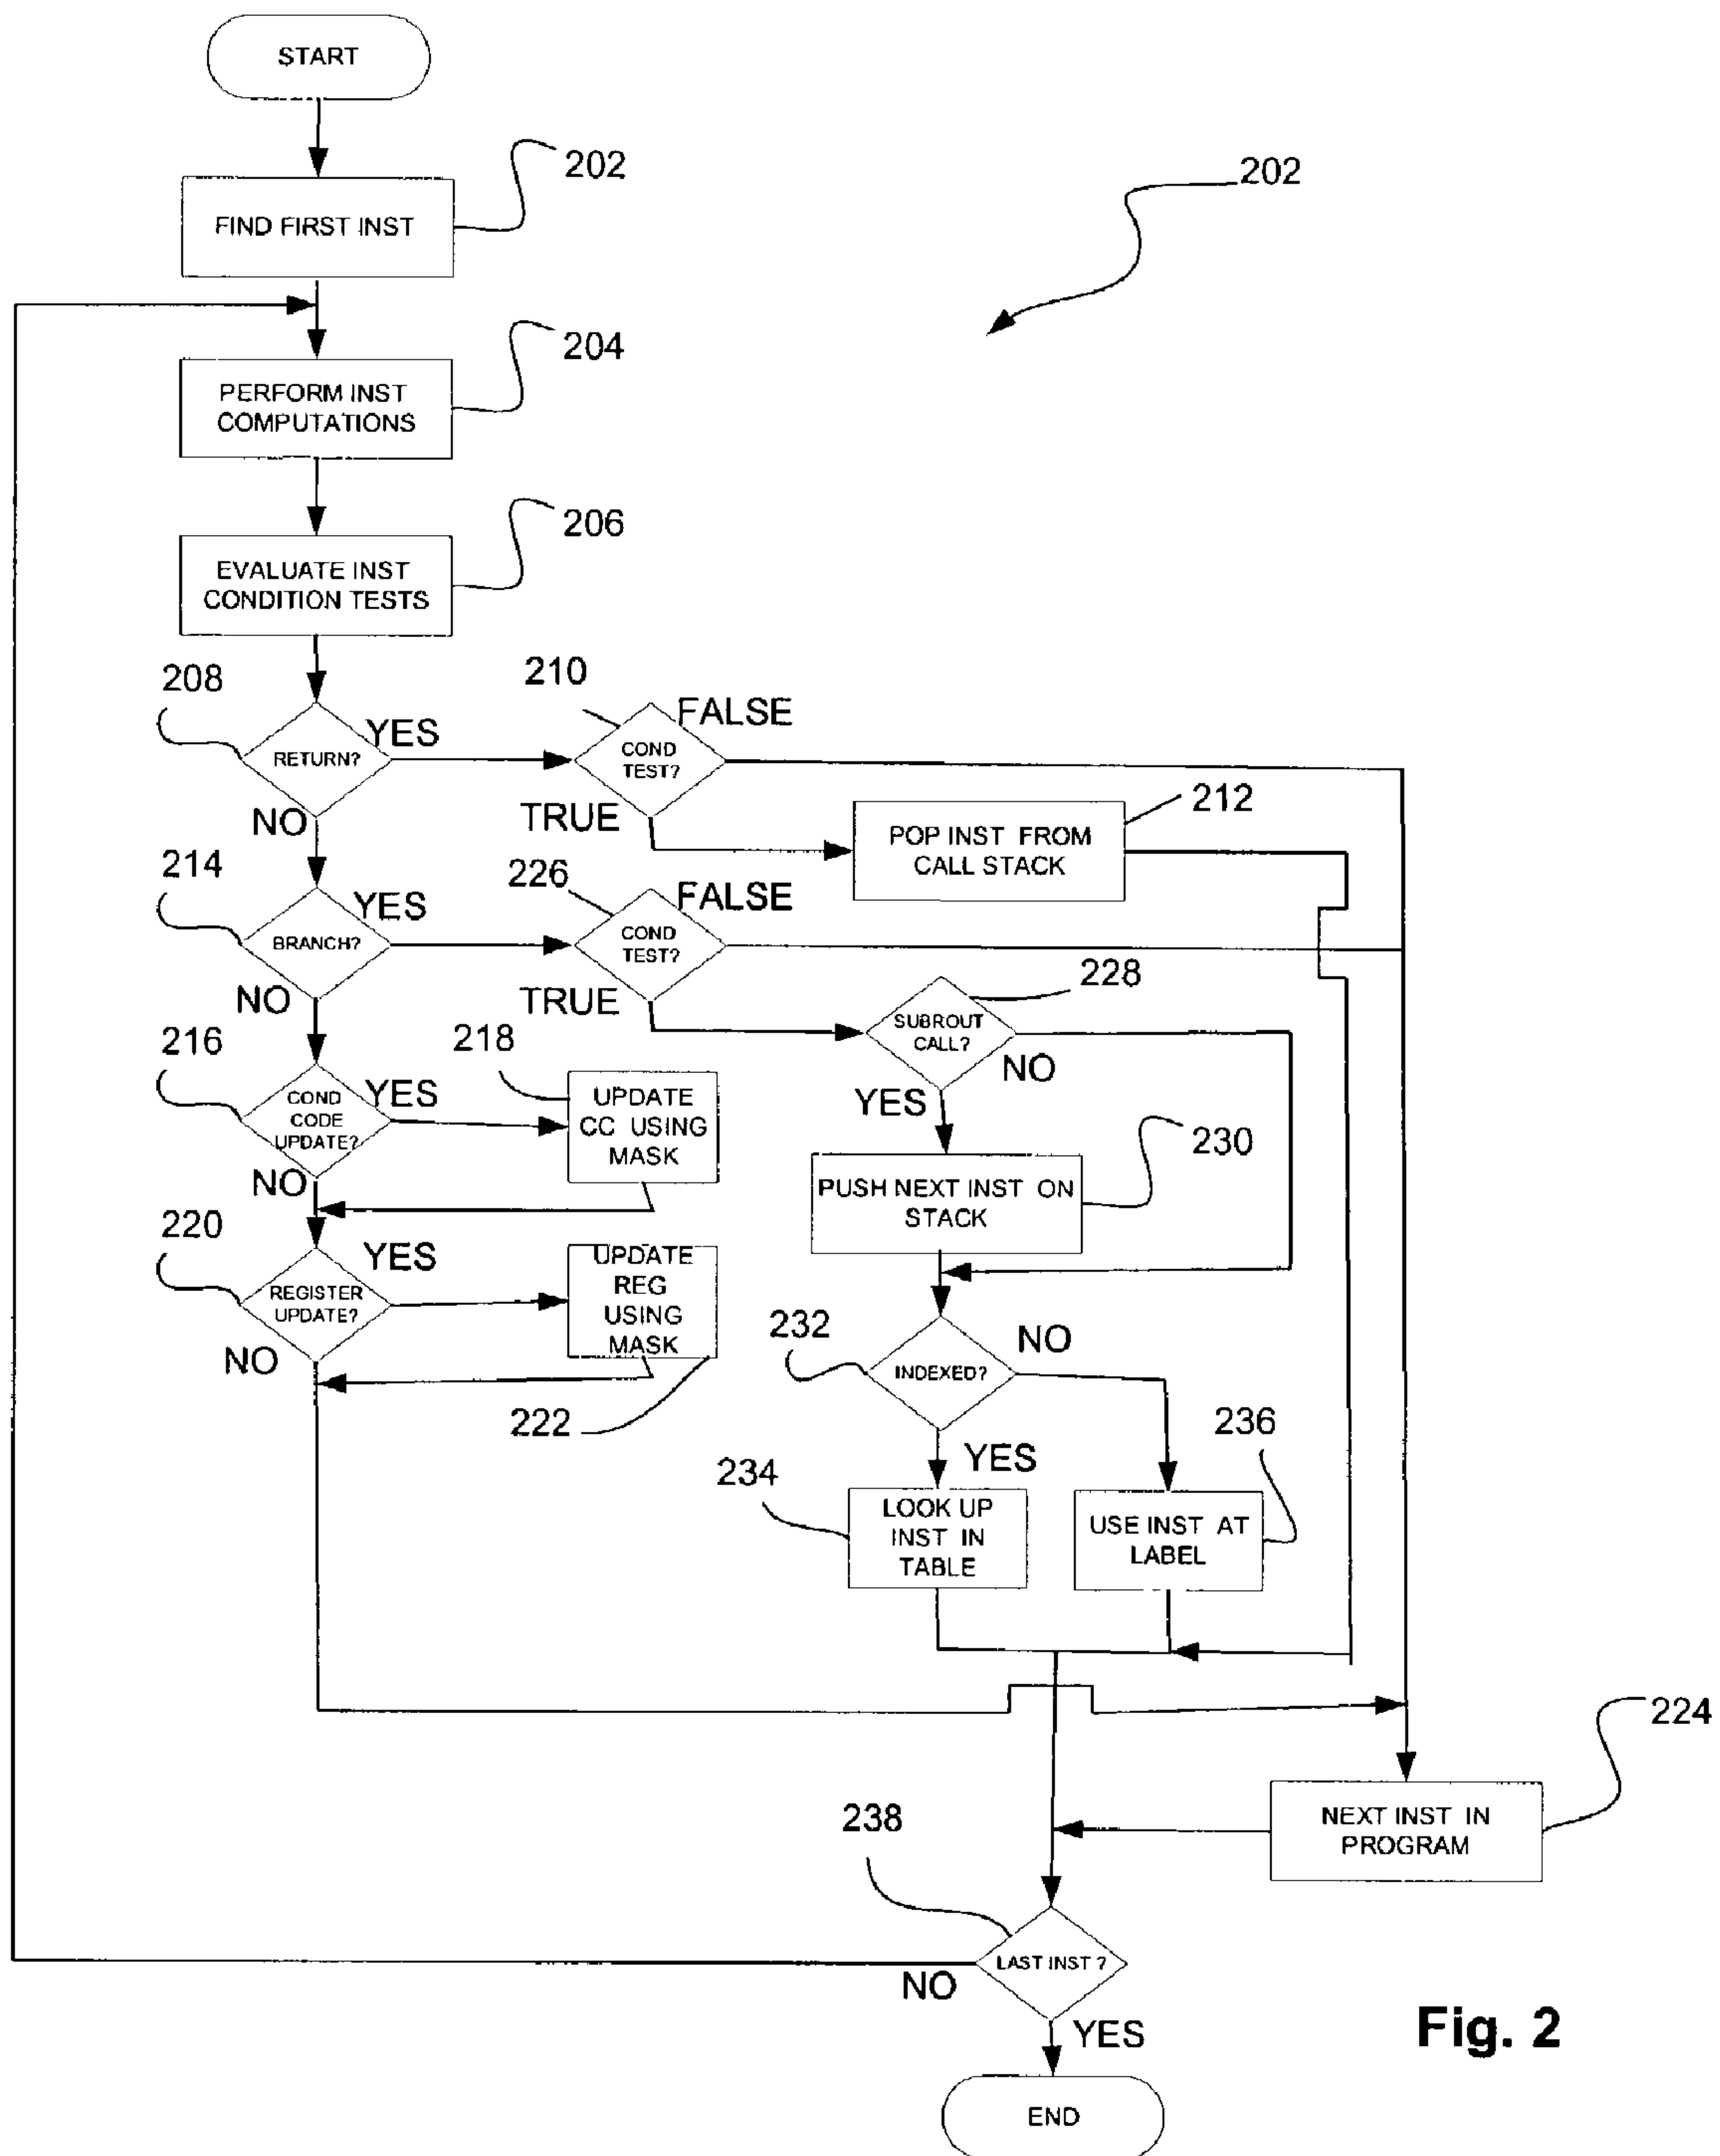 START
202
202
FIND FIRST INST
204
PERFORM INST
COMPUTATIONS
206
EVALUATE INST
CONDITION TESTS
208
210
FALSE
YES
RETURN?
COND
TEST?
NO
TRUE
212
POP INST FROM
CALL STACK
214
226
FALSE
YES
BRANCH?
COND
TEST?
NO
TRUE
228
SUBROUT
CALL?
NO
YES
216
218
YES
COND
CODE
UPDATE?
UPDATE
CC USING
MASK
NO
230
PUSH NEXT INST ON
STACK
220
YES
REGISTER
UPDATE?
UPDATE
REG
USING
MASK
NO
222
232
NO
INDEXED?
YES
234
236
LOOK UP
INST IN
TABLE
USE INST AT
LABEL
224
NEXT INST IN
PROGRAM
238
LAST INST ?
NO
YES
Fig. 2
END